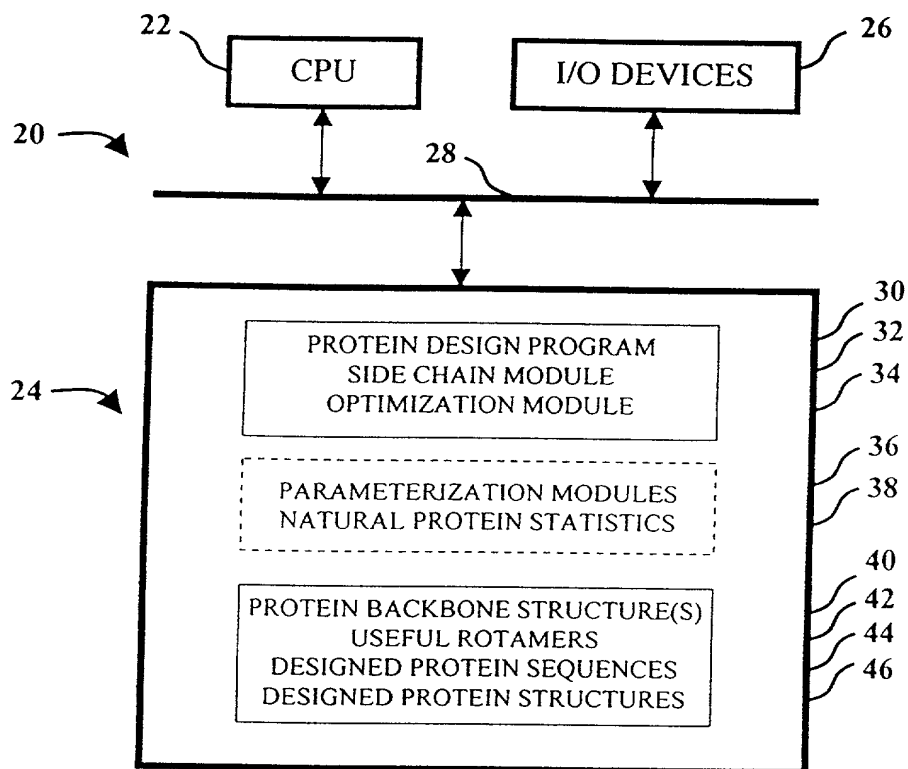 22
26
CPU
I/O DEVICES
20
28
30
PROTEIN DESIGN PROGRAM
32
SIDE CHAIN MODULE
24
34
OPTIMIZATION MODULE
36
PARAMETERIZATION MODULES
38
NATURAL PROTEIN STATISTICS
40
PROTEIN BACKBONE STRUCTURE(S)
42
USEFUL ROTAMERS
44
DESIGNED PROTEIN SEQUENCES
46
DESIGNED PROTEIN STRUCTURES